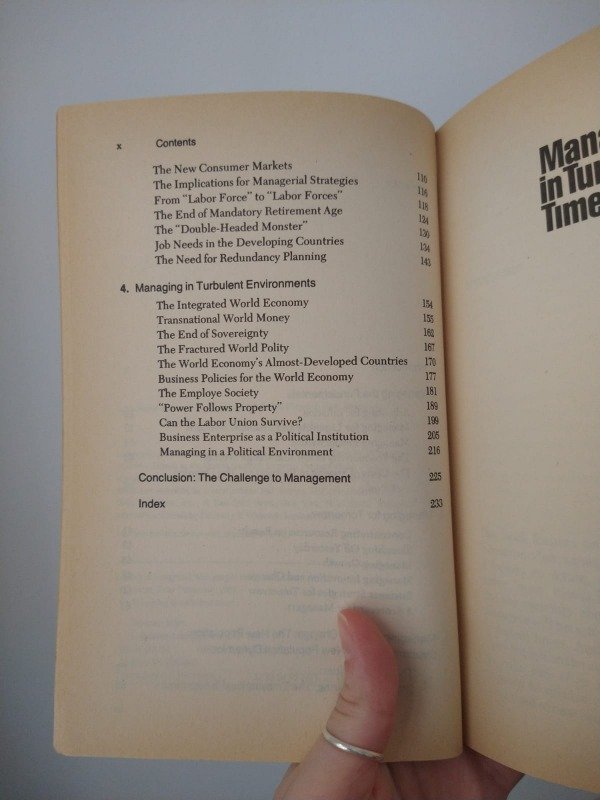 x Contents
The New Consumer Markets 110
The Implications for Managerial Strategies 116
From “Labor Force” to “Labor Forces” 118
The End of Mandatory Retirement Age 124
The “Double-Headed Monster” 130
Job Needs in the Developing Countries 134
The Need for Redundancy Planning 143
4. Managing in Turbulent Environments
The Integrated World Economy 154
Transnational World Money 155
The End of Sovereignty 162
The Fractured World Polity 167
The World Economy’s Almost-Developed Countries 170
Business Policies for the World Economy 177
The Employe Society 181
“Power Follows Property” 189
Can the Labor Union Survive? 199
Business Enterprise as a Political Institution 205
Managing in a Political Environment 216
Conclusion: The Challenge to Management 225
Index 233
Mana
in Tur
Time